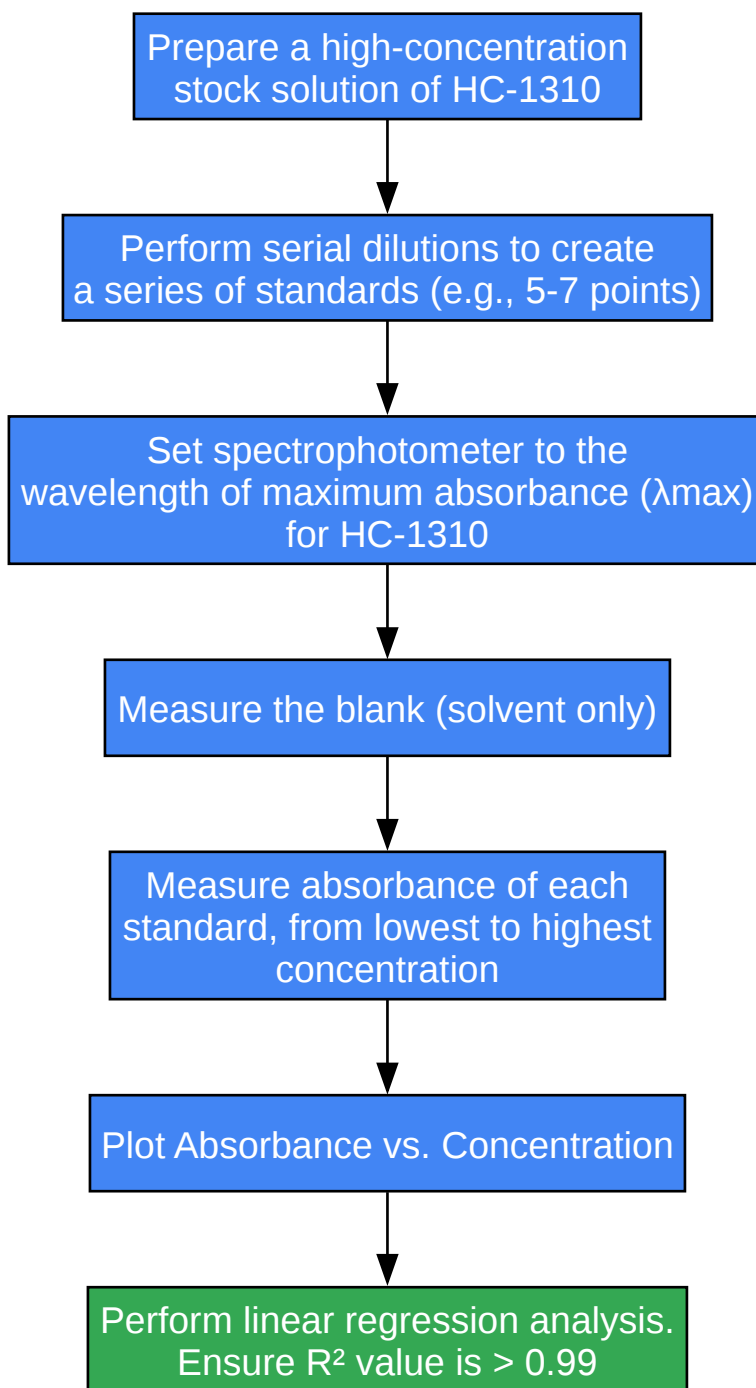 Prepare a high-concentration
stock solution of HC-1310
Perform serial dilutions to create
a series of standards (e.g., 5-7 points)
Set spectrophotometer to the
wavelength of maximum absorbance (λmax)
for HC-1310
Measure the blank (solvent only)
Measure absorbance of each
standard, from lowest to highest
concentration
Plot Absorbance vs. Concentration
Perform linear regression analysis.
Ensure R² value is > 0.99